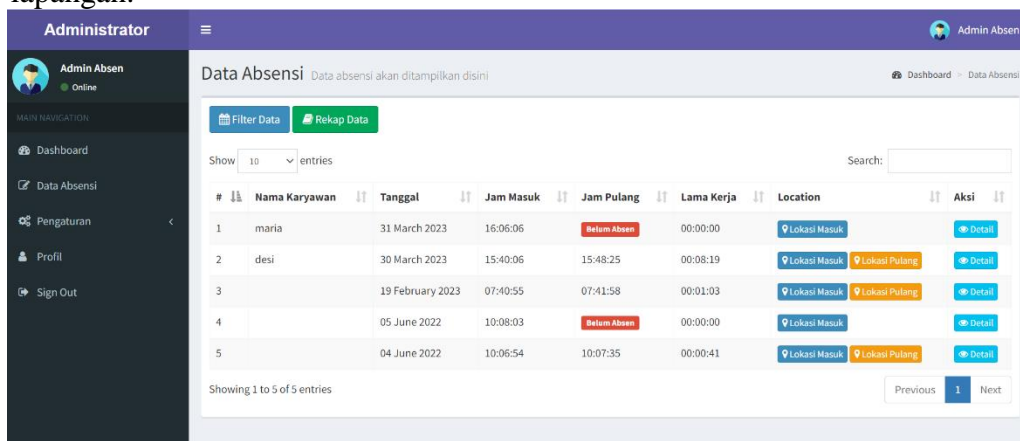 lapangan.
Administrator
Admin Absen
Admin Absen
Online
MAIN NAVIGATION
Dashboard
Data Absensi
Pengaturan
Profil
Sign Out
Data Absensi Data absensi akan ditampilkan disini
Dashboard > Data Absensi
Filter Data Rekap Data
Show 10 entries Search:
# Nama Karyawan Tanggal Jam Masuk Jam Pulang Lama Kerja Location Aksi
1 maria 31 March 2023 16:06:06 Belum Absen 00:00:00 Lokasi Masuk Detail
2 desi 30 March 2023 15:40:06 15:48:25 00:08:19 Lokasi Masuk Lokasi Pulang Detail
3 19 February 2023 07:40:55 07:41:58 00:01:03 Lokasi Masuk Lokasi Pulang Detail
4 05 June 2022 10:08:03 Belum Absen 00:00:00 Lokasi Masuk Detail
5 04 June 2022 10:06:54 10:07:35 00:00:41 Lokasi Masuk Lokasi Pulang Detail
Showing 1 to 5 of 5 entries
Previous 1 Next